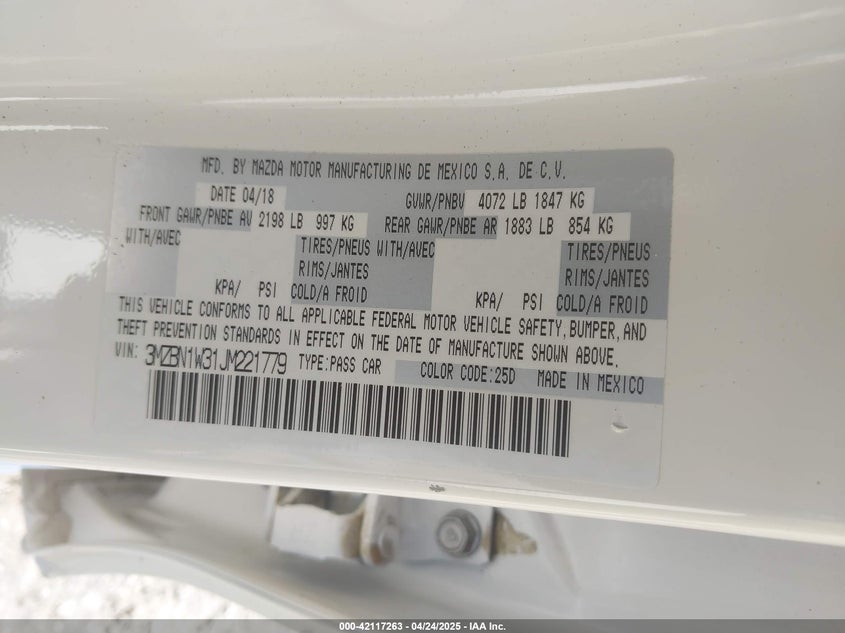 MFD. BY MAZDA MOTOR MANUFACTURING DE MEXICO S.A. DE C.V.
DATE 04/18 GVWR/PNBV 4072 LB 1847 KG
FRONT GAWR/PNBE AV 2198 LB 997 KG REAR GAWR/PNBE AR 1883 LB 854 KG
WITH/AVEC TIRES/PNEUS WITH/AVEC TIRES/PNEUS
RIMS/JANTES RIMS/JANTES
KPA/ PSI COLD/A FROID KPA/ PSI COLD/A FROID
THIS VEHICLE CONFORMS TO ALL APPLICABLE FEDERAL MOTOR VEHICLE SAFETY, BUMPER, AND
THEFT PREVENTION STANDARDS IN EFFECT ON THE DATE OF MANUFACTURE SHOWN ABOVE.
VIN: 3MZBN1W31JM221779 TYPE:PASS CAR COLOR CODE:25D MADE IN MEXICO
000-42117263 - 04/24/2025 - IAA Inc.